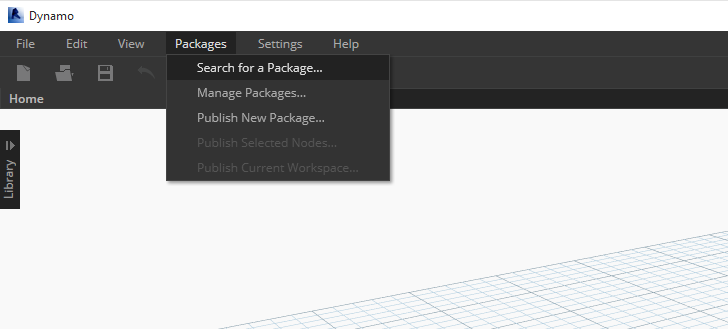 Dynamo
File Edit View Packages Settings Help
Search for a Package...
Manage Packages...
Publish New Package...
Publish Selected Nodes...
Publish Current Workspace...
Home
Library